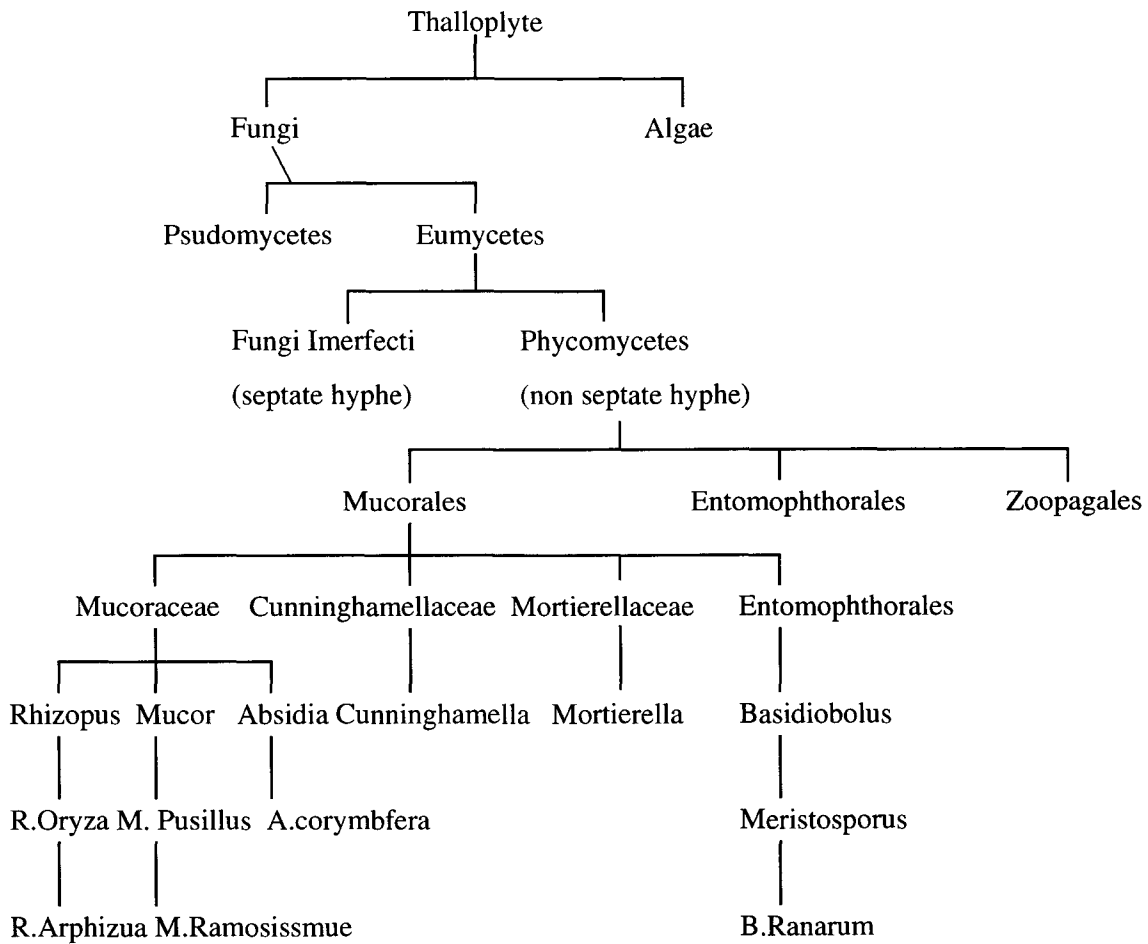 Thalloplyte
Fungi Algae
Psudomycetes Eumycetes
Fungi Imerfecti Phycomycetes
(septate hyphe) (non septate hyphe)
Mucorales Entomophthorales Zoopagales
Mucoraceae Cunninghamellaceae Mortierellaceae Entomophthorales
Rhizopus Mucor Absidia Cunninghamella Mortierella Basidiobolus
R.Oryza M. Pusillus A.corymbfera Meristosporus
R.Arphizua M.Ramosissmue B.Ranarum